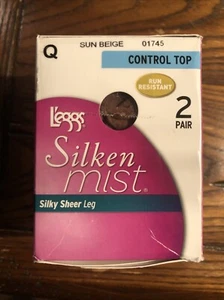 Q
SUN BEIGE 01745
CONTROL TOP
RUN
RESISTANT
L'eggs
2
PAIR
Silken
mist®
Silky Sheer Leg